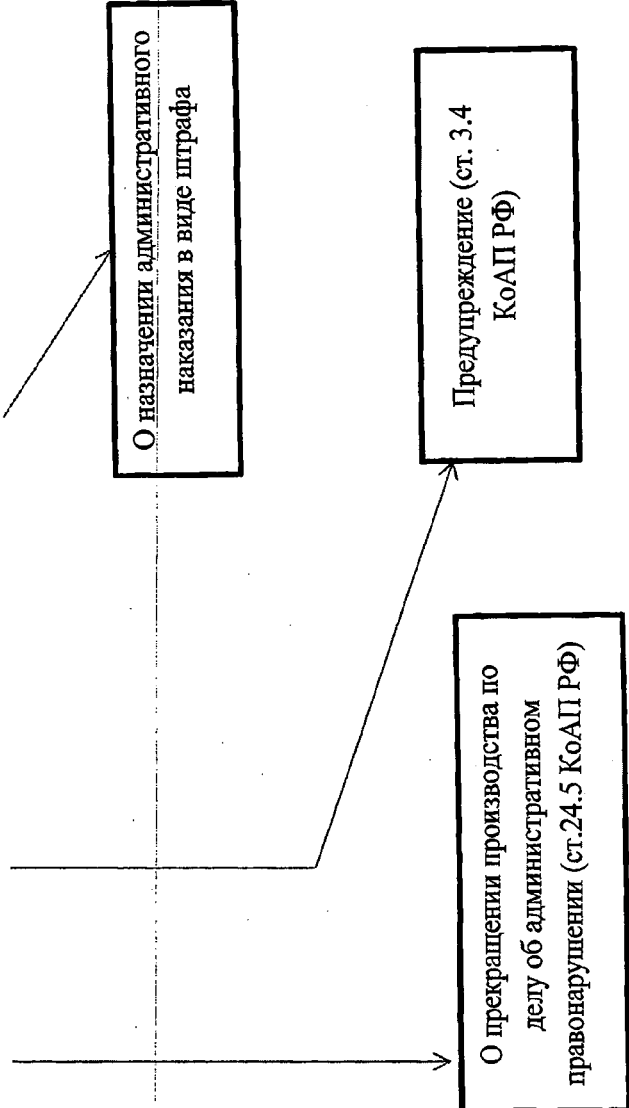 О назначении административного
наказания в виде штрафа
Предупреждение (ст. 3.4
КоАП РФ)
О прекращении производства по
делу об административном
правонарушении (ст.24.5 КоАП РФ)